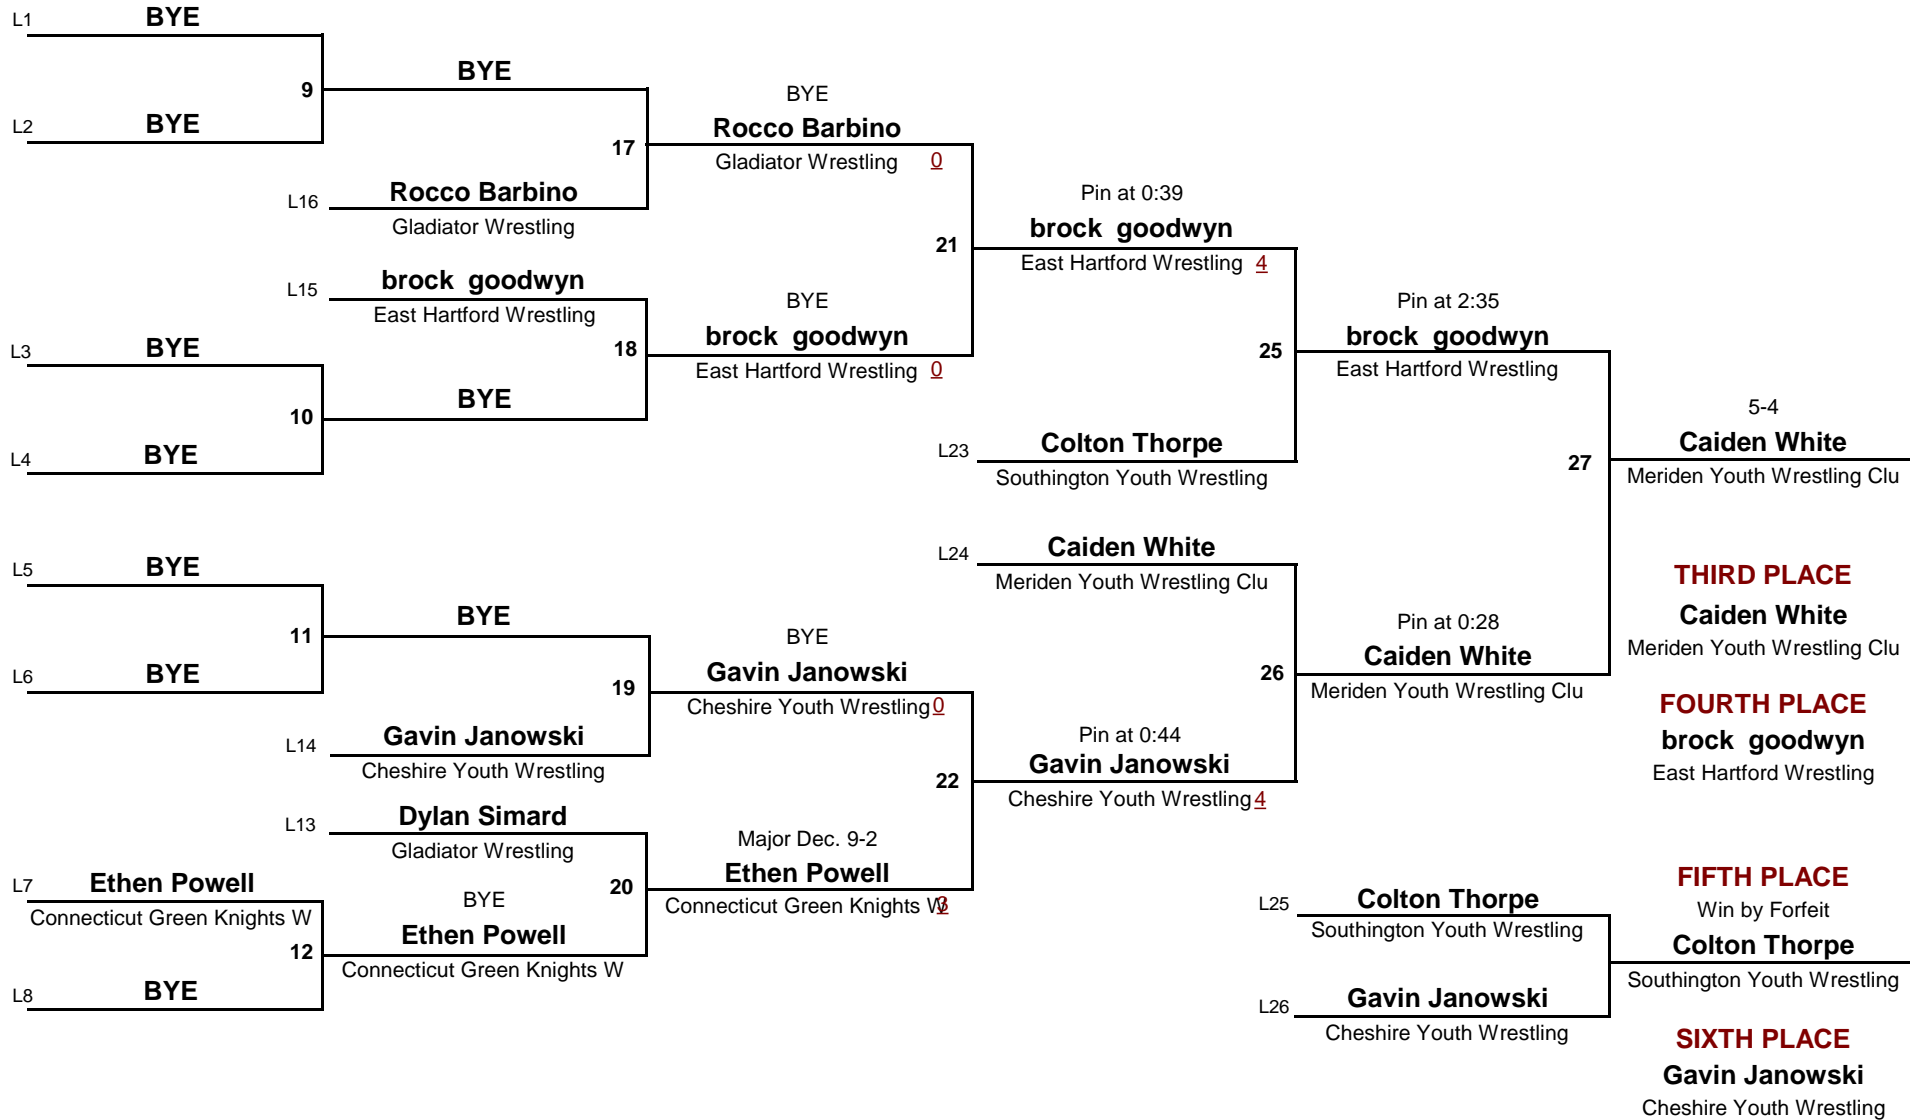 L1 BYE
9
L2 BYE
BYE
17
L16 Rocco Barbino
Gladiator Wrestling
BYE
Rocco Barbino
Gladiator Wrestling 0
L15 brock goodwyn
East Hartford Wrestling
18
L3 BYE
10
L4 BYE
BYE
BYE
brock goodwyn
East Hartford Wrestling 0
21
Pin at 0:39
brock goodwyn
East Hartford Wrestling 4
25
L23 Colton Thorpe
Southington Youth Wrestling
Pin at 2:35
brock goodwyn
East Hartford Wrestling
27
5-4
Caiden White
Meriden Youth Wrestling Clu
L5 BYE
11
L6 BYE
BYE
19
L14 Gavin Janowski
Cheshire Youth Wrestling
BYE
Gavin Janowski
Cheshire Youth Wrestling 0
L13 Dylan Simard
Gladiator Wrestling
20
L7 Ethen Powell
Connecticut Green Knights W
12
L8 BYE
BYE
Ethen Powell
Connecticut Green Knights W
Major Dec. 9-2
Ethen Powell
Connecticut Green Knights W 3
22
L24 Caiden White
Meriden Youth Wrestling Clu
26
Pin at 0:44
Gavin Janowski
Cheshire Youth Wrestling 4
Pin at 0:28
Caiden White
Meriden Youth Wrestling Clu
THIRD PLACE
Caiden White
Meriden Youth Wrestling Clu
FOURTH PLACE
brock goodwyn
East Hartford Wrestling
L25 Colton Thorpe
Southington Youth Wrestling
L26 Gavin Janowski
Cheshire Youth Wrestling
FIFTH PLACE
Win by Forfeit
Colton Thorpe
Southington Youth Wrestling
SIXTH PLACE
Gavin Janowski
Cheshire Youth Wrestling